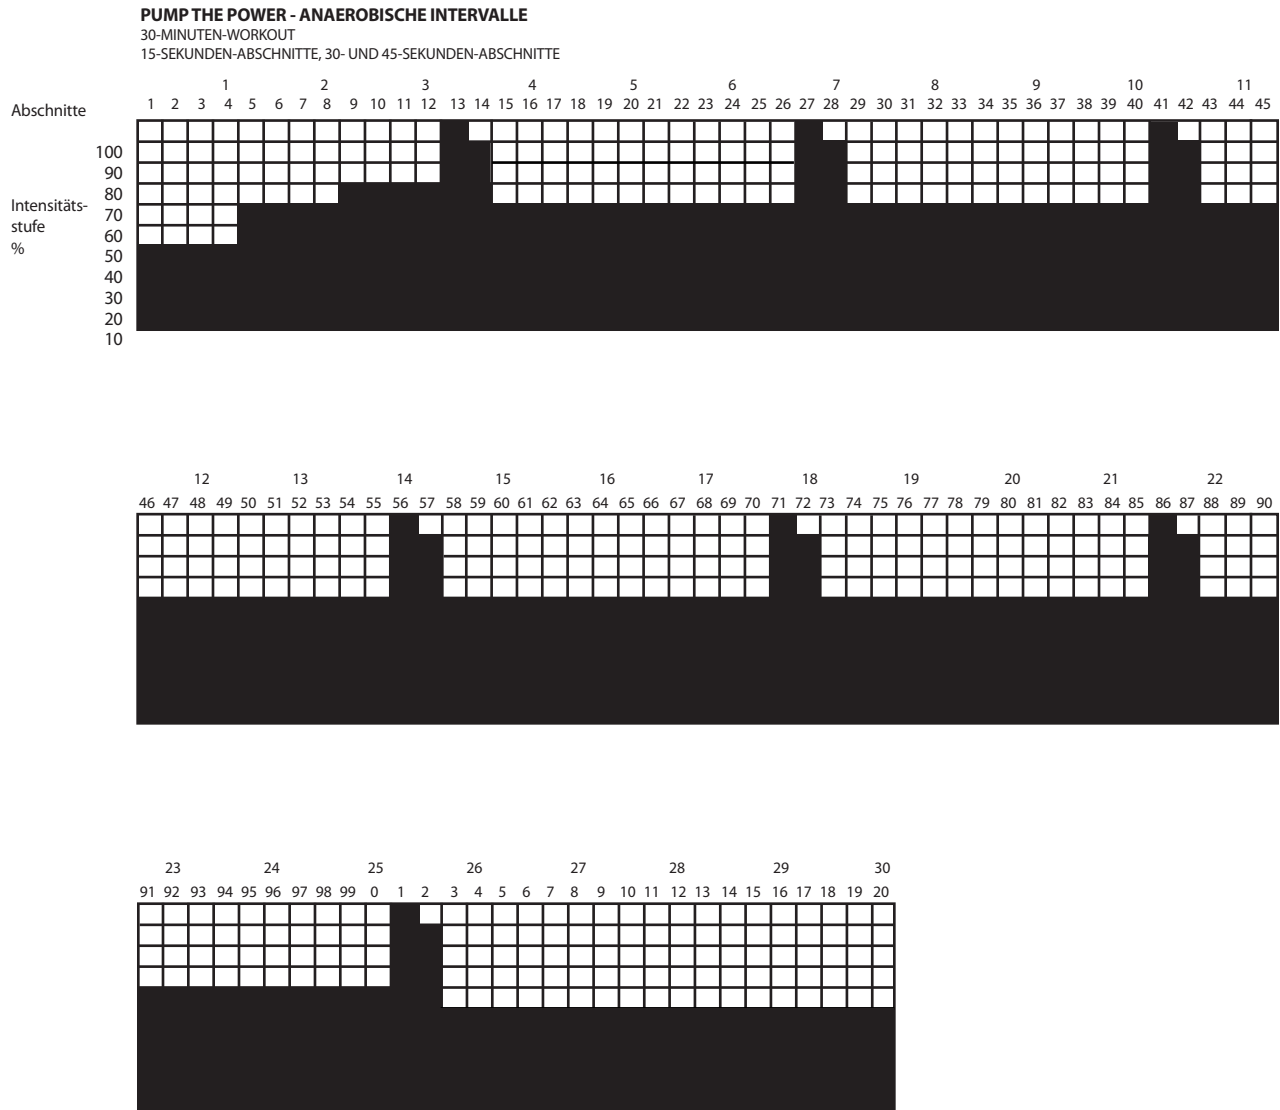 PUMP THE POWER - ANAEROBISCHE INTERVALLE
30-MINUTEN-WORKOUT
15-SEKUNDEN-ABSCHNITTE, 30- UND 45-SEKUNDEN-ABSCHNITTE
1 2 3 4 5 6 7 8 9 10 11
Abschnitte 1 2 3 4 5 6 7 8 9 10 11 12 13 14 15 16 17 18 19 20 21 22 23 24 25 26 27 28 29 30 31 32 33 34 35 36 37 38 39 40 41 42 43 44 45
100
90
80
Intensitäts-
70
stufe
60
%
50
40
30
20
10
12 13 14 15 16 17 18 19 20 21 22
46 47 48 49 50 51 52 53 54 55 56 57 58 59 60 61 62 63 64 65 66 67 68 69 70 71 72 73 74 75 76 77 78 79 80 81 82 83 84 85 86 87 88 89 90
23 24 25 26 27 28 29 30
91 92 93 94 95 96 97 98 99 0 1 2 3 4 5 6 7 8 9 10 11 12 13 14 15 16 17 18 19 20